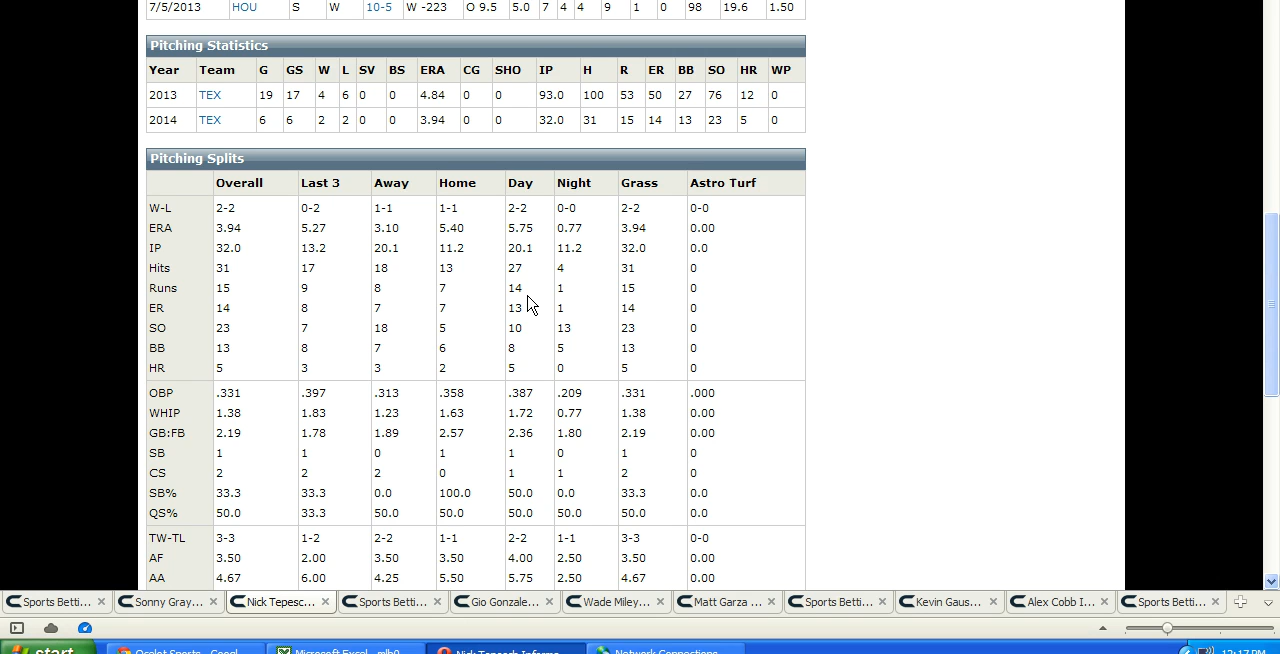 7/5/2013 HOU S W 10-5 W -223 O 9.5 5.0 7 4 4 9 1 0 98 19.6 1.50
Pitching Statistics
Year Team G GS W L SV BS ERA CG SHO IP H R ER BB SO HR WP
2013 TEX 19 17 4 6 0 0 4.84 0 0 93.0 100 53 50 27 76 12 0
2014 TEX 6 6 2 2 0 0 3.94 0 0 32.0 31 15 14 13 23 5 0
Pitching Splits
Overall Last 3 Away Home Day Night Grass Astro Turf
W-L 2-2 0-2 1-1 1-1 2-2 0-0 2-2 0-0
ERA 3.94 5.27 3.10 5.40 5.75 0.77 3.94 0.00
IP 32.0 13.2 20.1 11.2 20.1 11.2 32.0 0.0
Hits 31 17 18 13 27 4 31 0
Runs 15 9 8 7 14 1 15 0
ER 14 8 7 7 13 1 14 0
SO 23 7 18 5 10 13 23 0
BB 13 8 7 6 8 5 13 0
HR 5 3 3 2 5 0 5 0
OBP .331 .397 .313 .358 .387 .209 .331 .000
WHIP 1.38 1.83 1.23 1.63 1.72 0.77 1.38 0.00
GB:FB 2.19 1.78 1.89 2.57 2.36 1.80 2.19 0.00
SB 1 1 0 1 1 0 1 0
CS 2 2 2 0 1 1 2 0
SB% 33.3 33.3 0.0 100.0 50.0 0.0 33.3 0.0
QS% 50.0 33.3 50.0 50.0 50.0 50.0 50.0 0.0
TW-TL 3-3 1-2 2-2 1-1 2-2 1-1 3-3 0-0
AF 3.50 2.00 3.50 3.50 4.00 2.50 3.50 0.00
AA 4.67 6.00 4.25 5.50 5.75 2.50 4.67 0.00
Sports Betti... Sonny Gray... Nick Tepesc... Sports Betti... Gio Gonzale... Wade Miley... Matt Garza ... Sports Betti... Kevin Gaus... Alex Cobb I... Sports Betti...
start Ocelot Sports - Googl... Microsoft Excel - mlb0... Nick Tepesch Informa... Network Connections 12:17 PM